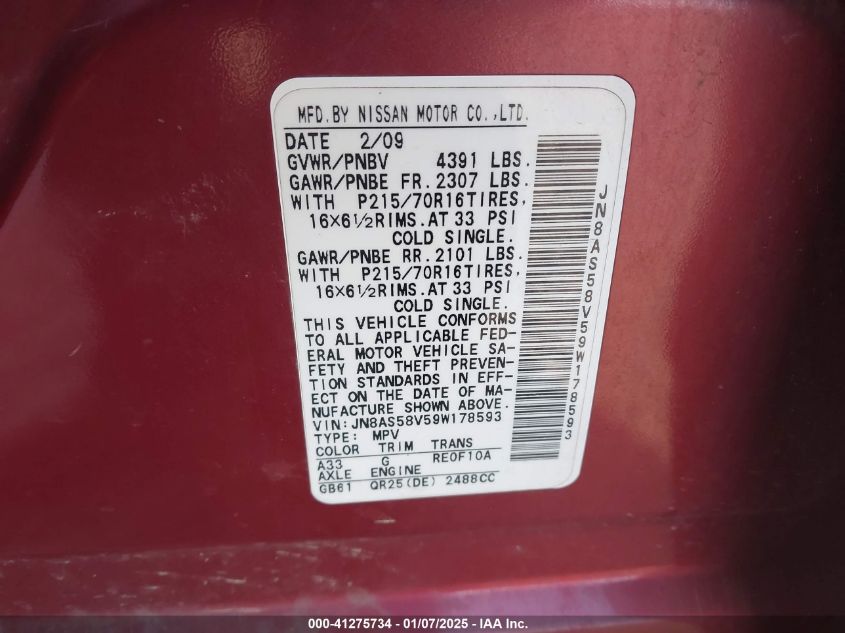 MFD.BY NISSAN MOTOR CO.,LTD.
DATE 2/09
GVWR/PNBV 4391 LBS.
GAWR/PNBE FR.2307 LBS.
WITH P215/70R16TIRES,
16X6½RIMS.AT 33 PSI
COLD SINGLE.
GAWR/PNBE RR.2101 LBS.
WITH P215/70R16TIRES,
16X6½RIMS.AT 33 PSI
COLD SINGLE.
THIS VEHICLE CONFORMS
TO ALL APPLICABLE FED-
ERAL MOTOR VEHICLE SA-
FETY AND THEFT PREVEN-
TION STANDARDS IN EFF-
ECT ON THE DATE OF MA-
NUFACTURE SHOWN ABOVE.
VIN:JN8AS58V59W178593
TYPE: MPV
COLOR TRIM TRANS
A33 G RE0F10A
AXLE ENGINE
GB61 QR25(DE) 2488CC
JN8AS58V59W178593
000-41275734 - 01/07/2025 - IAA Inc.